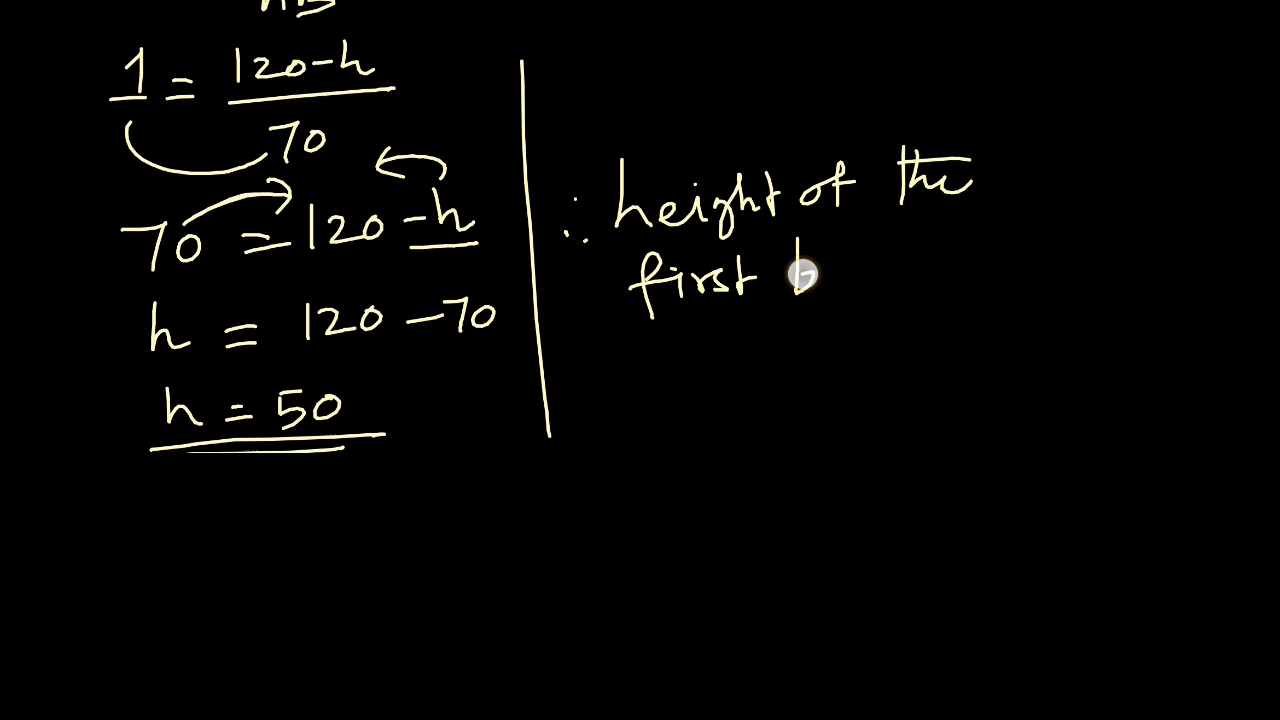 1 = 120-h
70
70 = 120 -h
h = 120 - 70
h = 50
∴ height of the
first b